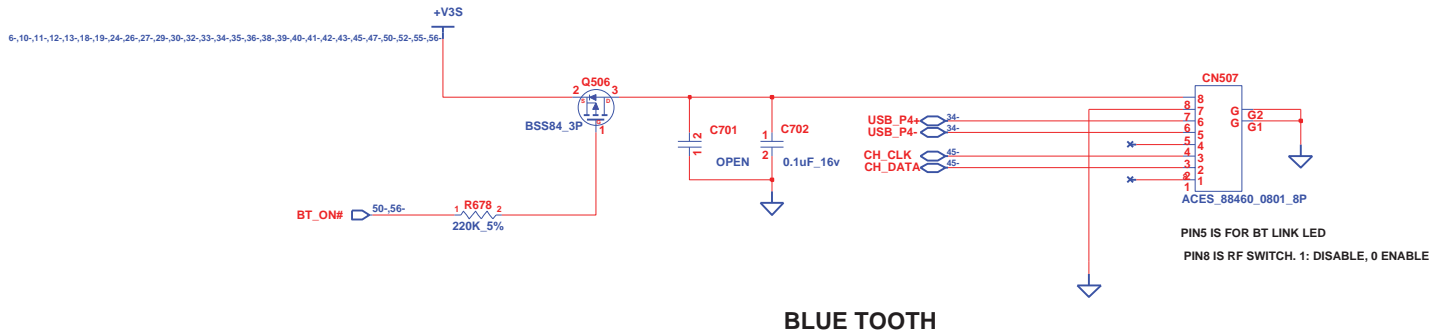 +V3S
6-,10-,11-,12-,13-,18-,19-,24-,26-,27-,29-,30-,32-,33-,34-,35-,36-,38-,39-,40-,41-,42-,43-,45-,47-,50-,52-,55-,56-
Q506
2 3
S D
G
BSS84_3P
1
C701
2
1
OPEN
C702
1
2
0.1uF_16v
BT_ON#
50-,56-
1 R678 2
220K_5%
USB_P4+ 34-
USB_P4- 34-
CH_CLK 45-
CH_DATA 45-
CN507
8 8
7 7
6 6
5 5
4 4
3 3
2 2
1 1
G G2
G G1
ACES_88460_0801_8P
PIN5 IS FOR BT LINK LED
PIN8 IS RF SWITCH. 1: DISABLE, 0 ENABLE
BLUE TOOTH